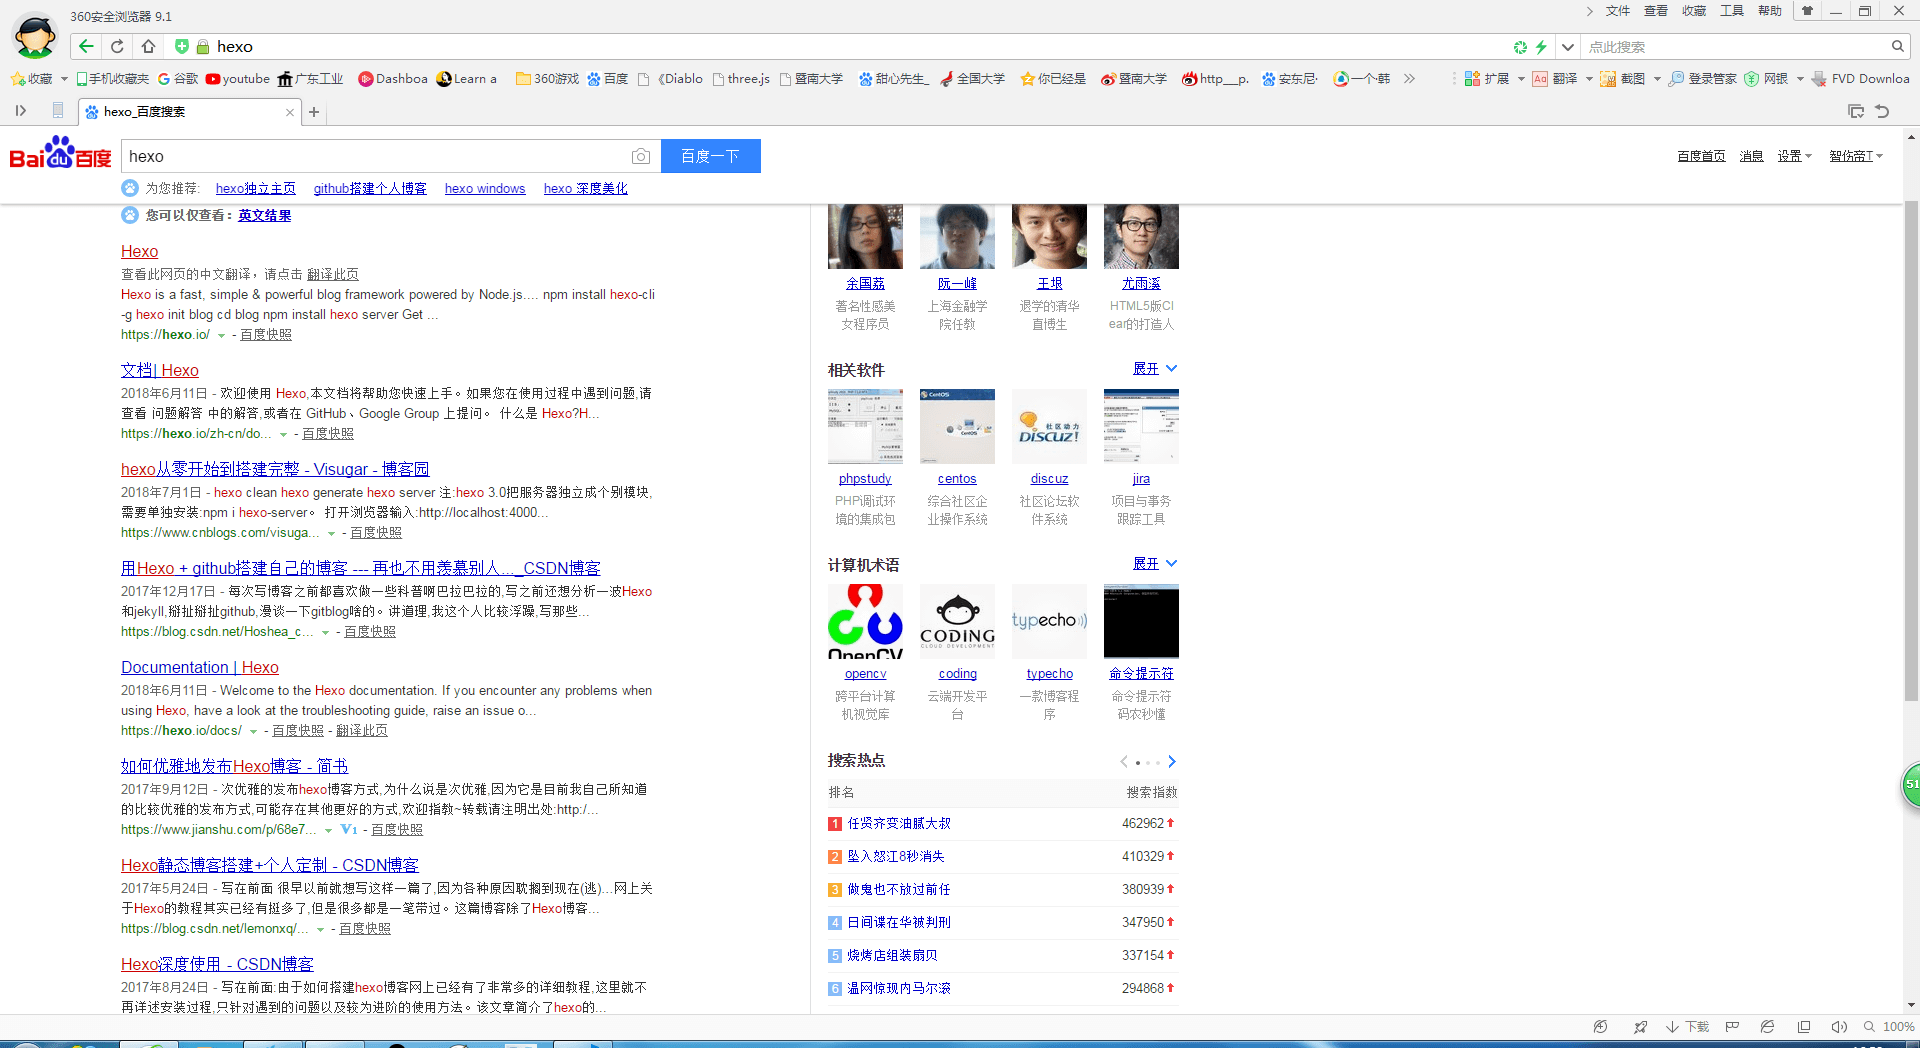 360安全浏览器 9.1
文件 查看 收藏 工具 帮助
hexo
点此搜索
收藏 手机收藏夹 谷歌 youtube 广东工业 Dashboa Learn a 360游戏 百度 《Diablo three.js 暨南大学 甜心先生_ 全国大学 你已经是 暨南大学 http___p. 安东尼· 一个·韩 扩展 翻译 截图 登录管家 网银 FVD Downloa
hexo_百度搜索
Bai du 百度
hexo
百度一下
百度首页 消息 设置 智伤帝T
为您推荐: hexo独立主页 github搭建个人博客 hexo windows hexo 深度美化
您可以仅查看：英文结果
Hexo
查看此网页的中文翻译，请点击 翻译此页
Hexo is a fast, simple & powerful blog framework powered by Node.js.... npm install hexo-cli
-g hexo init blog cd blog npm install hexo server Get ...
https://hexo.io/ - 百度快照
文档| Hexo
2018年6月11日 - 欢迎使用 Hexo,本文档将帮助您快速上手。如果您在使用过程中遇到问题,请
查看 问题解答 中的解答,或者在 GitHub、Google Group 上提问。 什么是 Hexo?H...
https://hexo.io/zh-cn/do... - 百度快照
hexo从零开始到搭建完整 - Visugar - 博客园
2018年7月1日 - hexo clean hexo generate hexo server 注:hexo 3.0把服务器独立成个别模块,
需要单独安装:npm i hexo-server。 打开浏览器输入:http://localhost:4000...
https://www.cnblogs.com/visuga... - 百度快照
用Hexo + github搭建自己的博客 --- 再也不用羡慕别人..._CSDN博客
2017年12月17日 - 每次写博客之前都喜欢做一些科普啊巴拉巴拉的,写之前还想分析一波Hexo
和jekyll,掰扯掰扯github,漫谈一下gitblog啥的。讲道理,我这个人比较浮躁,写那些...
https://blog.csdn.net/Hoshea_c... - 百度快照
Documentation | Hexo
2018年6月11日 - Welcome to the Hexo documentation. If you encounter any problems when
using Hexo, have a look at the troubleshooting guide, raise an issue o...
https://hexo.io/docs/ - 百度快照 - 翻译此页
如何优雅地发布Hexo博客 - 简书
2017年9月12日 - 次优雅的发布hexo博客方式,为什么说是次优雅,因为它是目前我自己所知道
的比较优雅的发布方式,可能存在其他更好的方式,欢迎指教~转载请注明出处:http:/...
https://www.jianshu.com/p/68e7... V1 - 百度快照
Hexo静态博客搭建+个人定制 - CSDN博客
2017年5月24日 - 写在前面 很早以前就想写这样一篇了,因为各种原因耽搁到现在(逃)...网上关
于Hexo的教程其实已经有挺多了,但是很多都是一笔带过。这篇博客除了Hexo博客...
https://blog.csdn.net/lemonxq/... - 百度快照
Hexo深度使用 - CSDN博客
2017年8月24日 - 写在前面:由于如何搭建hexo博客网上已经有了非常多的详细教程,这里就不
再详述安装过程,只针对遇到的问题以及较为进阶的使用方法。该文章简介了hexo的...
余国荔 阮一峰 王垠 尤雨溪
著名性感美 上海金融学 退学的清华 HTML5版Cl
女程序员 院任教 直博生 ear的打造人
相关软件 展开
CentOS
CentOS
社区动力
DISCUZ!
phpstudy centos discuz jira
PHP调试环 综合社区企 社区论坛软 项目与事务
境的集成包 业操作系统 件系统 跟踪工具
计算机术语 展开
OpenCV
CODING
CLOUD DEVELOPMENT
typecho
opencv coding typecho 命令提示符
跨平台计算 云端开发平 一款博客程 命令提示符
机视觉库 台 序 码农秒懂
搜索热点
排名 搜索指数
1 任贤齐变油腻大叔 462962
2 坠入怒江8秒消失 410329
3 做鬼也不放过前任 380939
4 日间谍在华被判刑 347950
5 烧烤店组装扇贝 337154
6 温网惊现内马尔滚 294868
51
下载 100%